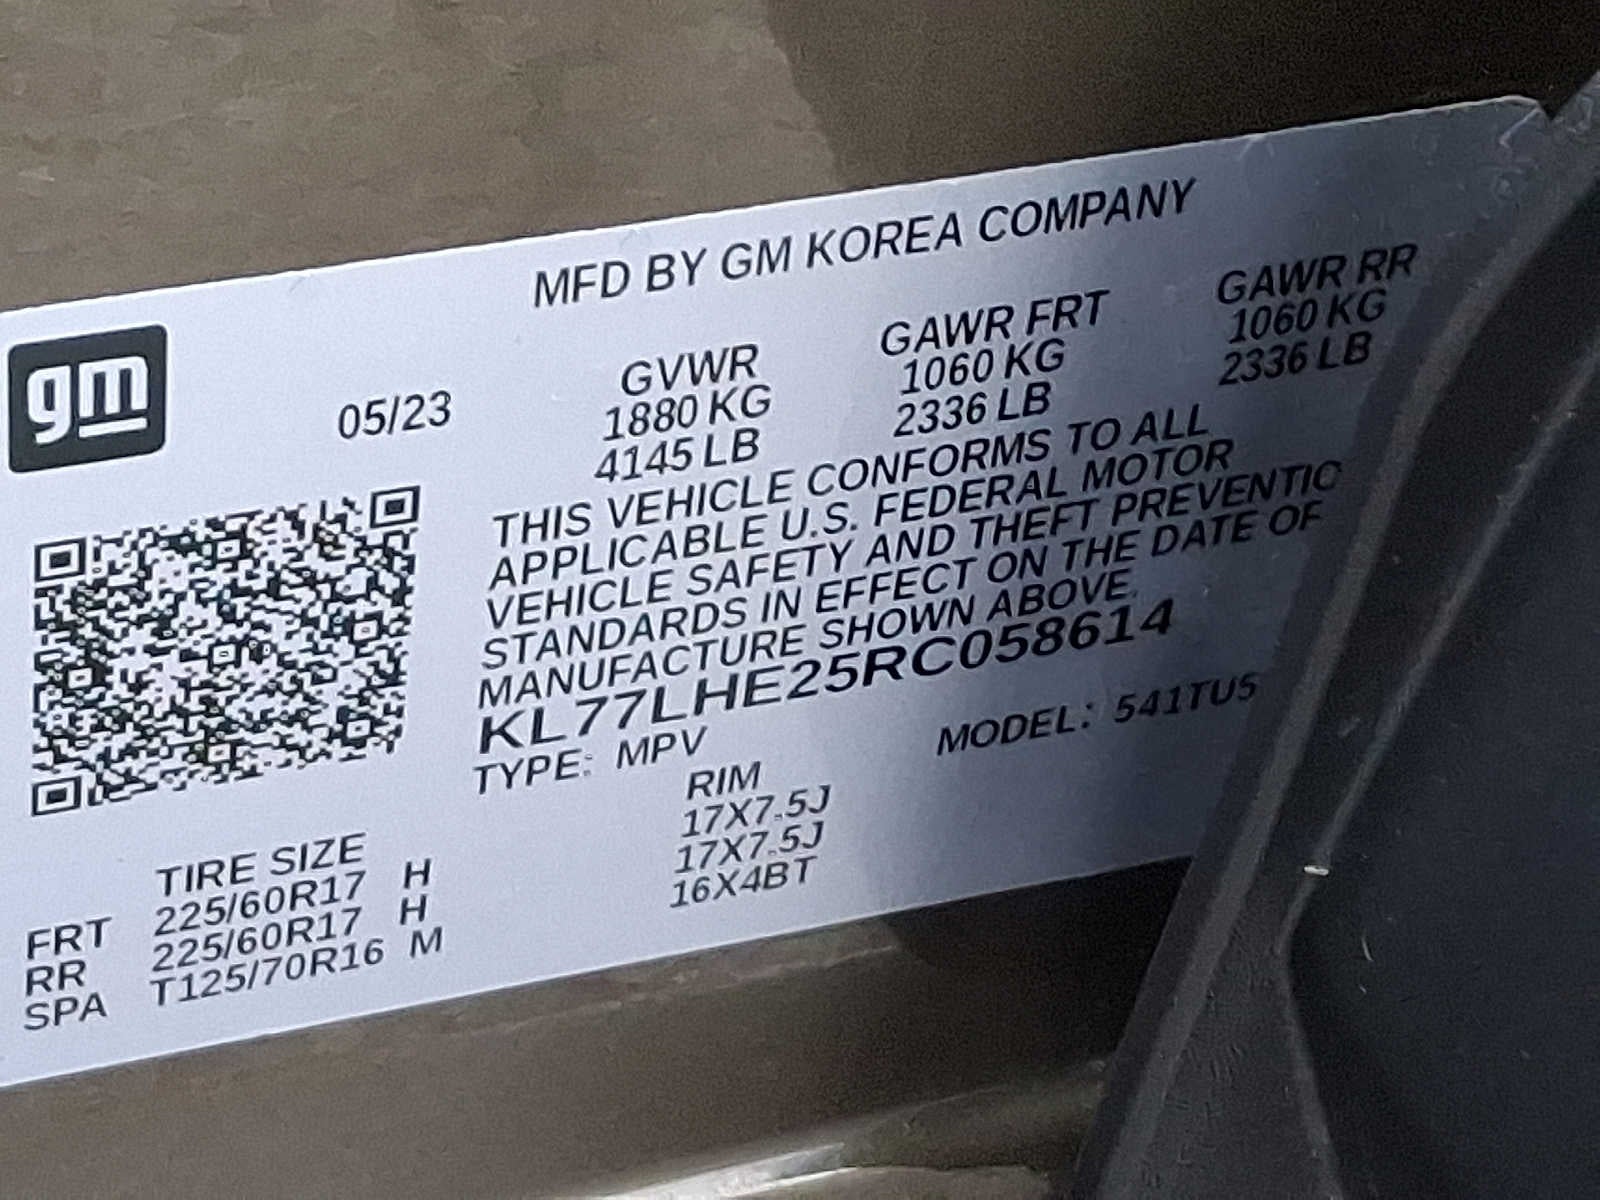 MFD BY GM KOREA COMPANY
gm
05/23
GVWR GAWR FRT GAWR RR
1880 KG 1060 KG 1060 KG
4145 LB 2336 LB 2336 LB
THIS VEHICLE CONFORMS TO ALL
APPLICABLE U.S. FEDERAL MOTOR
VEHICLE SAFETY AND THEFT PREVENTIO
STANDARDS IN EFFECT ON THE DATE OF
MANUFACTURE SHOWN ABOVE.
KL77LHE25RC058614
TYPE: MPV MODEL: 541TU5
TIRE SIZE RIM
FRT 225/60R17 H 17X7.5J
RR 225/60R17 H 17X7.5J
SPA T125/70R16 M 16X4BT